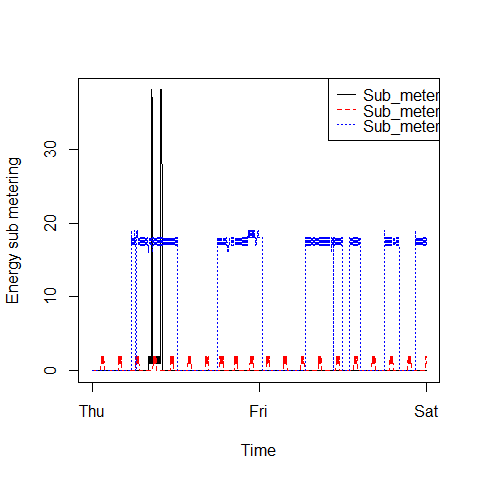 Sub_meter
Sub_meter
Sub_meter
Energy sub metering
30
20
10
0
Thu
Fri
Sat
Time